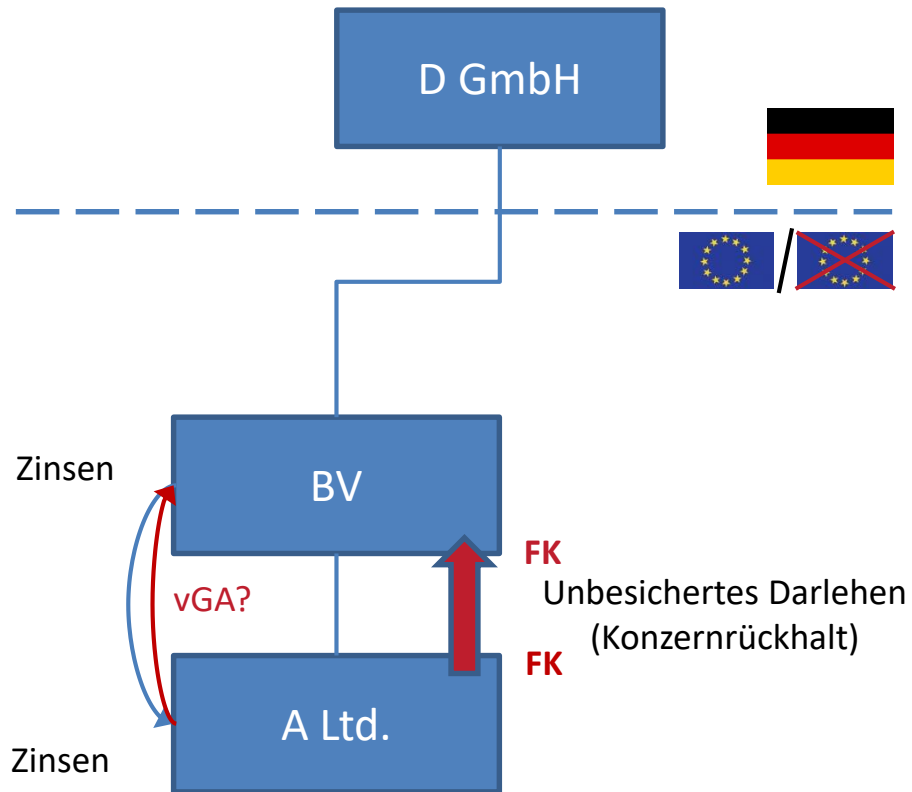 D GmbH
Zinsen
BV
FK
vGA?
Unbesichertes Darlehen
(Konzernrückhalt)
FK
A Ltd.
Zinsen